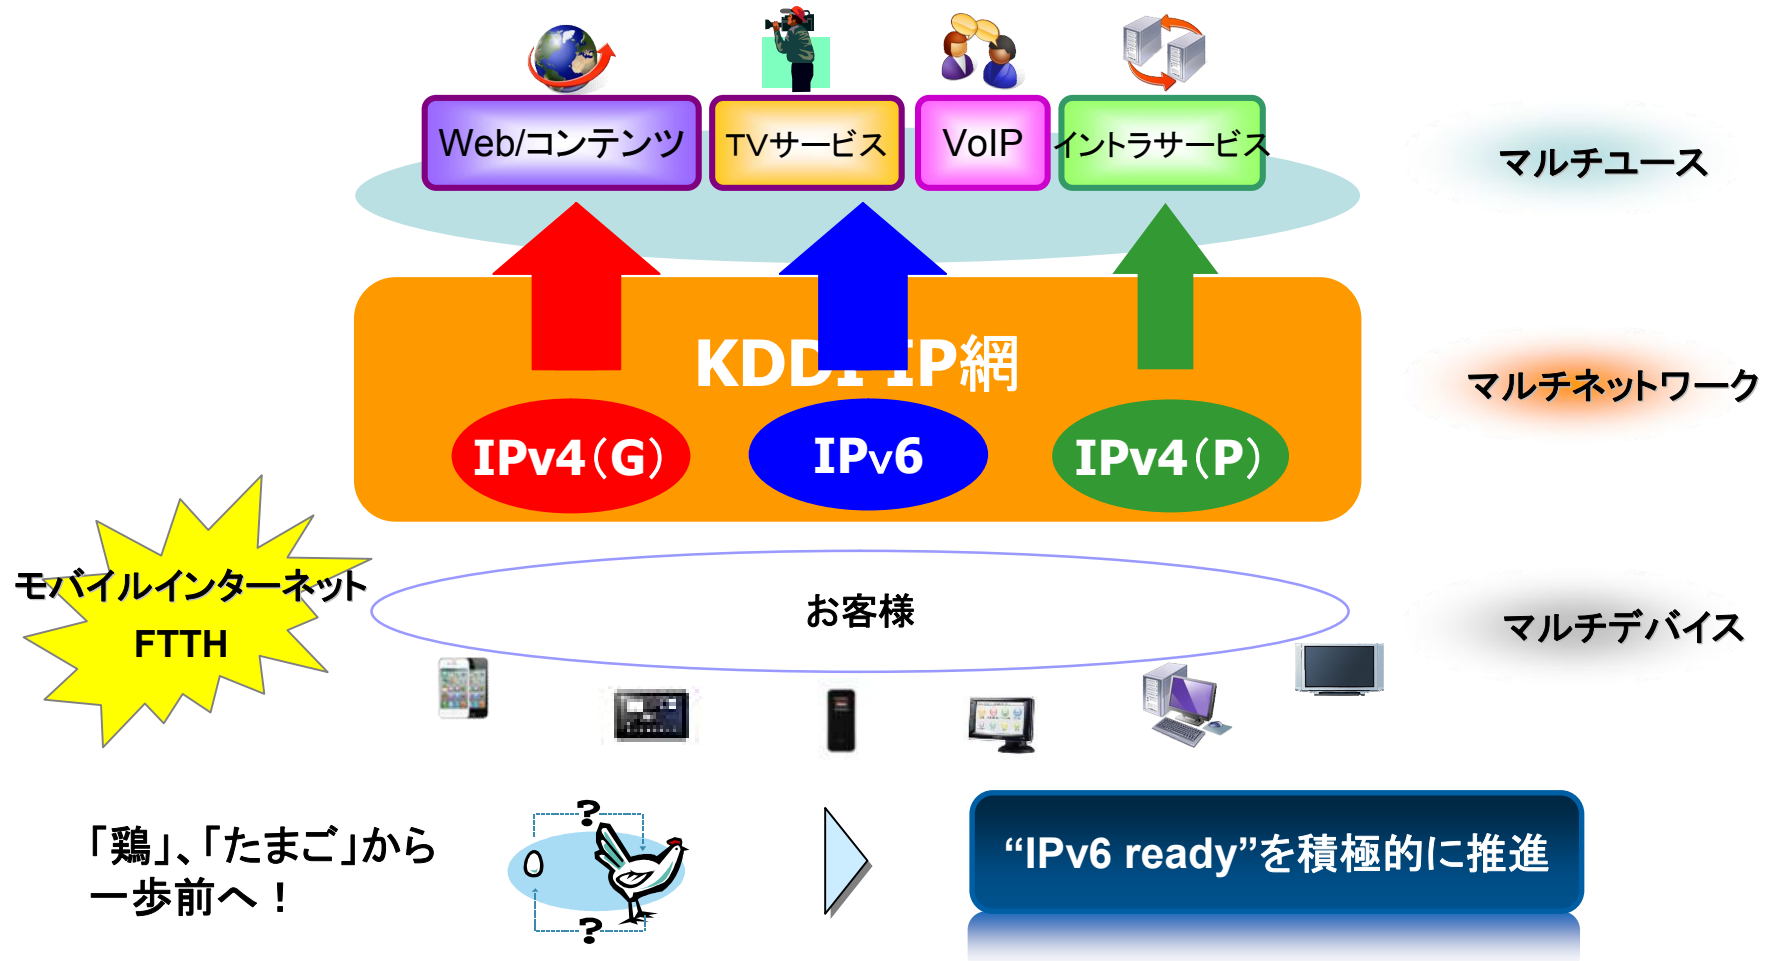 Web/コンテンツ
TVサービス
VoIP
イントラサービス
マルチユース
KDDI IP網
マルチネットワーク
IPv4(G)
IPv6
IPv4(P)
モバイルインターネット
FTTH
お客様
マルチデバイス
「鶏」、「たまご」から
一歩前へ！
?
?
“IPv6 ready”を積極的に推進